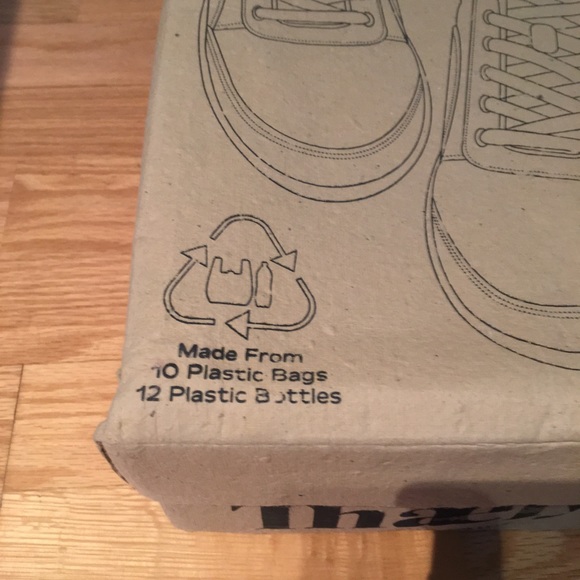 Made From
10 Plastic Bags
12 Plastic Bottles